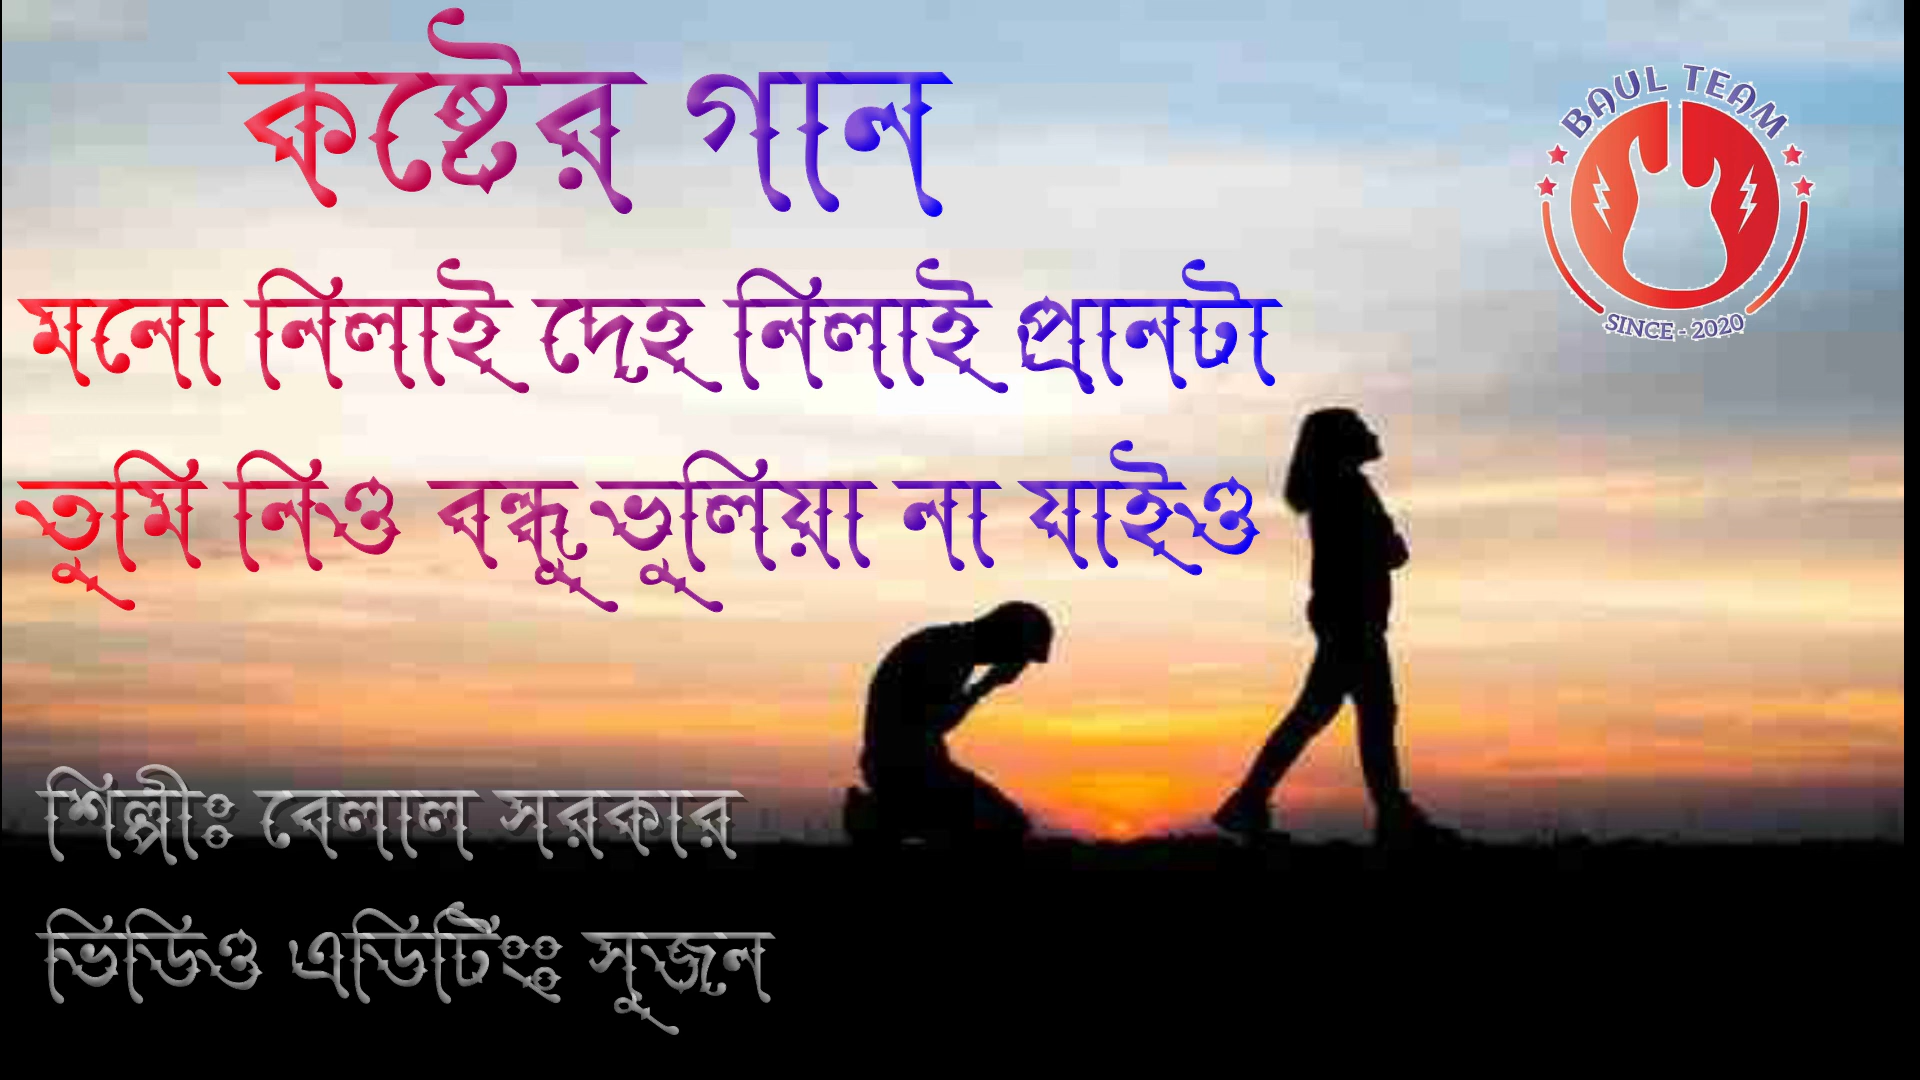 কষ্টের গান
BAUL TEAM
SINCE - 2020
মনো নিলাই দেহ নিলাই প্রানটা
তুমি নিও বন্ধু ভুলিয়া না যাইও
শিল্পীঃ বেলাল সরকার
ভিডিও এডিটিংঃ সুজন